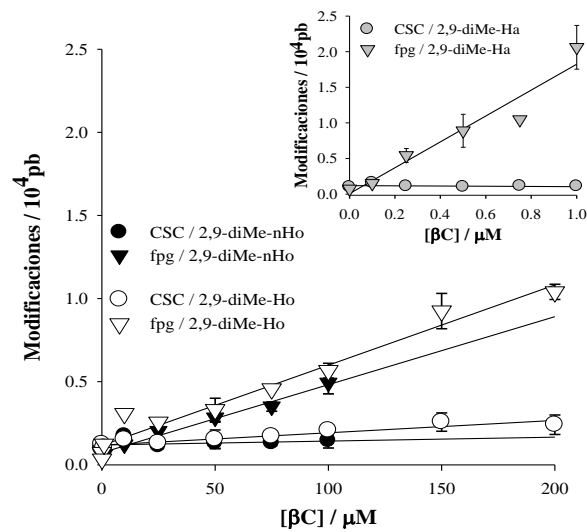 2.5
2.0
1.5
1.0
0.5
0.0
Modificaciones / 10⁴pb
0
50
100
150
200
[βC] / μM
CSC / 2,9-diMe-nHo
fpg / 2,9-diMe-nHo
CSC / 2,9-diMe-Ho
fpg / 2,9-diMe-Ho
2.5
2.0
1.5
1.0
0.5
0.0
Modificaciones / 10⁴pb
CSC / 2,9-diMe-Ha
fpg / 2,9-diMe-Ha
0.0
0.2
0.4
0.6
0.8
1.0
[βC] / μM